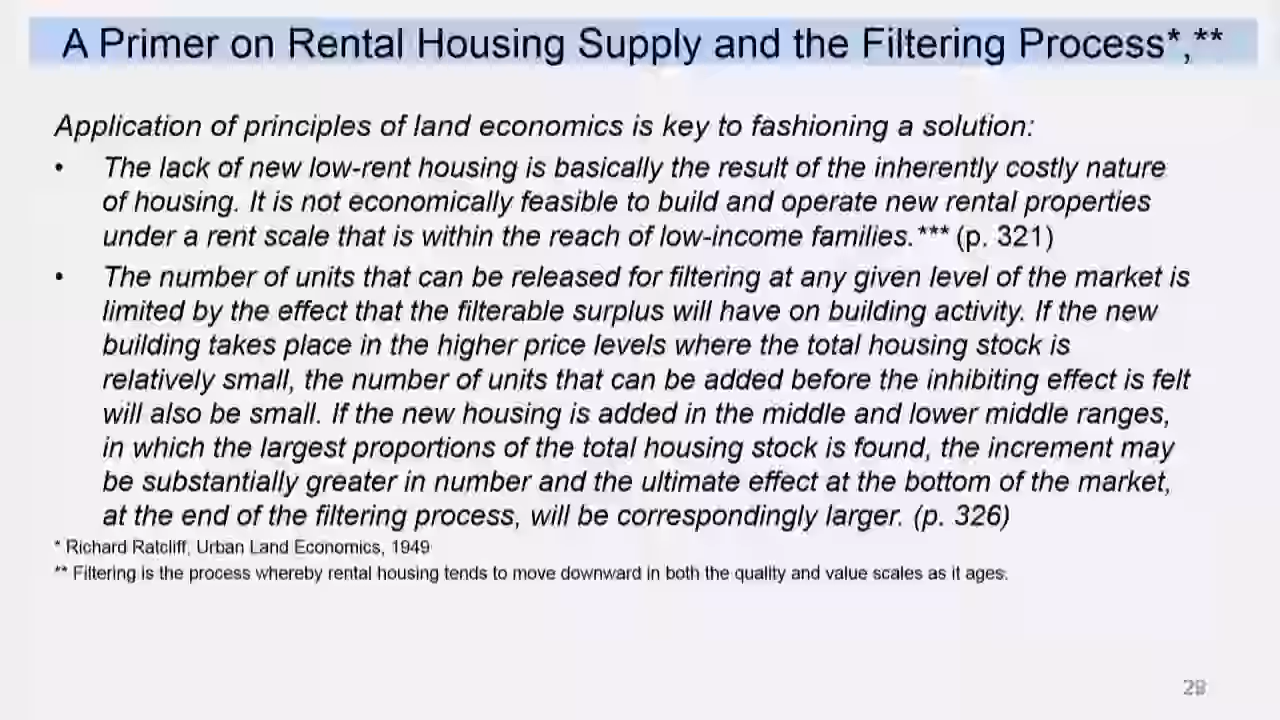 A Primer on Rental Housing Supply and the Filtering Process*,**
Application of principles of land economics is key to fashioning a solution:
• The lack of new low-rent housing is basically the result of the inherently costly nature
of housing. It is not economically feasible to build and operate new rental properties
under a rent scale that is within the reach of low-income families.*** (p. 321)
• The number of units that can be released for filtering at any given level of the market is
limited by the effect that the filterable surplus will have on building activity. If the new
building takes place in the higher price levels where the total housing stock is
relatively small, the number of units that can be added before the inhibiting effect is felt
will also be small. If the new housing is added in the middle and lower middle ranges,
in which the largest proportions of the total housing stock is found, the increment may
be substantially greater in number and the ultimate effect at the bottom of the market,
at the end of the filtering process, will be correspondingly larger. (p. 326)
* Richard Ratcliff, Urban Land Economics, 1949
** Filtering is the process whereby rental housing tends to move downward in both the quality and value scales as it ages.